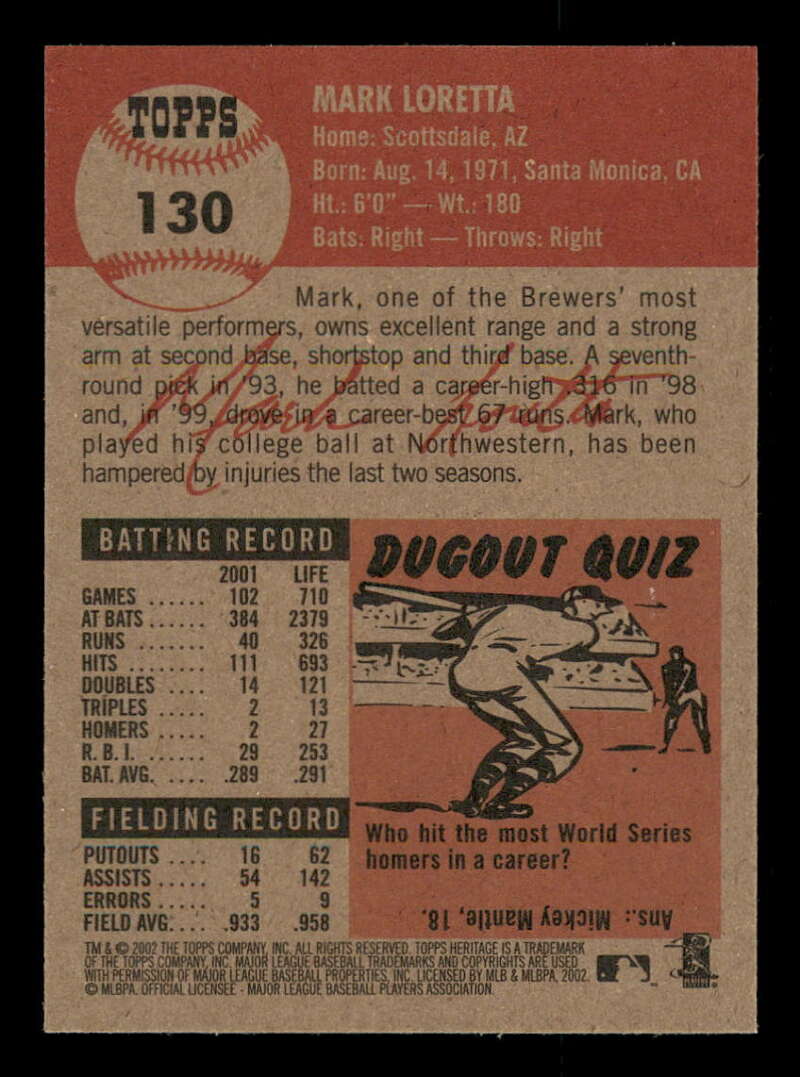 TOPPS
130
MARK LORETTA
Home: Scottsdale, AZ
Born: Aug. 14, 1971, Santa Monica, CA
Ht.: 6'0" — Wt.: 180
Bats: Right — Throws: Right
Mark, one of the Brewers' most
versatile performers, owns excellent range and a strong
arm at second base, shortstop and third base. A seventh-
round pick in '93, he batted a career-high .316 in '98
and, in '99, drove in a career-best 67 runs. Mark, who
played his college ball at Northwestern, has been
hampered by injuries the last two seasons.
Mark Loretta
BATTING RECORD
2001 LIFE
GAMES ...... 102 710
AT BATS ...... 384 2379
RUNS ....... 40 326
HITS ........ 111 693
DOUBLES .... 14 121
TRIPLES ..... 2 13
HOMERS ..... 2 27
R.B.I. ...... 29 253
BAT. AVG. .... .289 .291
FIELDING RECORD
PUTOUTS .... 16 62
ASSISTS ..... 54 142
ERRORS ..... 5 9
FIELD AVG. ... .933 .958
DUGOUT QUIZ
Who hit the most World Series
homers in a career?
Ans.: Mickey Mantle, 18.
TM & © 2002 THE TOPPS COMPANY, INC. ALL RIGHTS RESERVED. TOPPS HERITAGE IS A TRADEMARK
OF THE TOPPS COMPANY, INC. MAJOR LEAGUE BASEBALL TRADEMARKS AND COPYRIGHTS ARE USED
WITH PERMISSION OF MAJOR LEAGUE BASEBALL PROPERTIES, INC. LICENSED BY MLB & MLBPA, 2002.
© MLBPA. OFFICIAL LICENSEE - MAJOR LEAGUE BASEBALL PLAYERS ASSOCIATION.